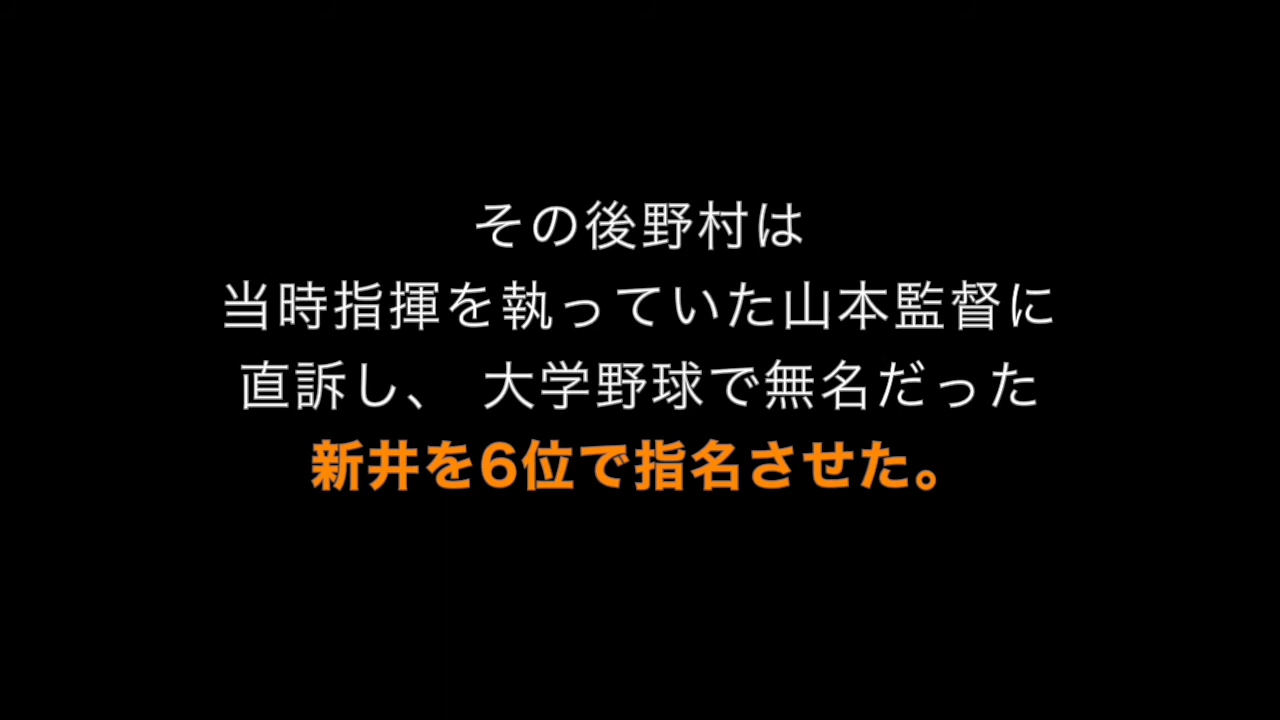 その後野村は
当時指揮を執っていた山本監督に
直訴し、 大学野球で無名だった
新井を6位で指名させた。